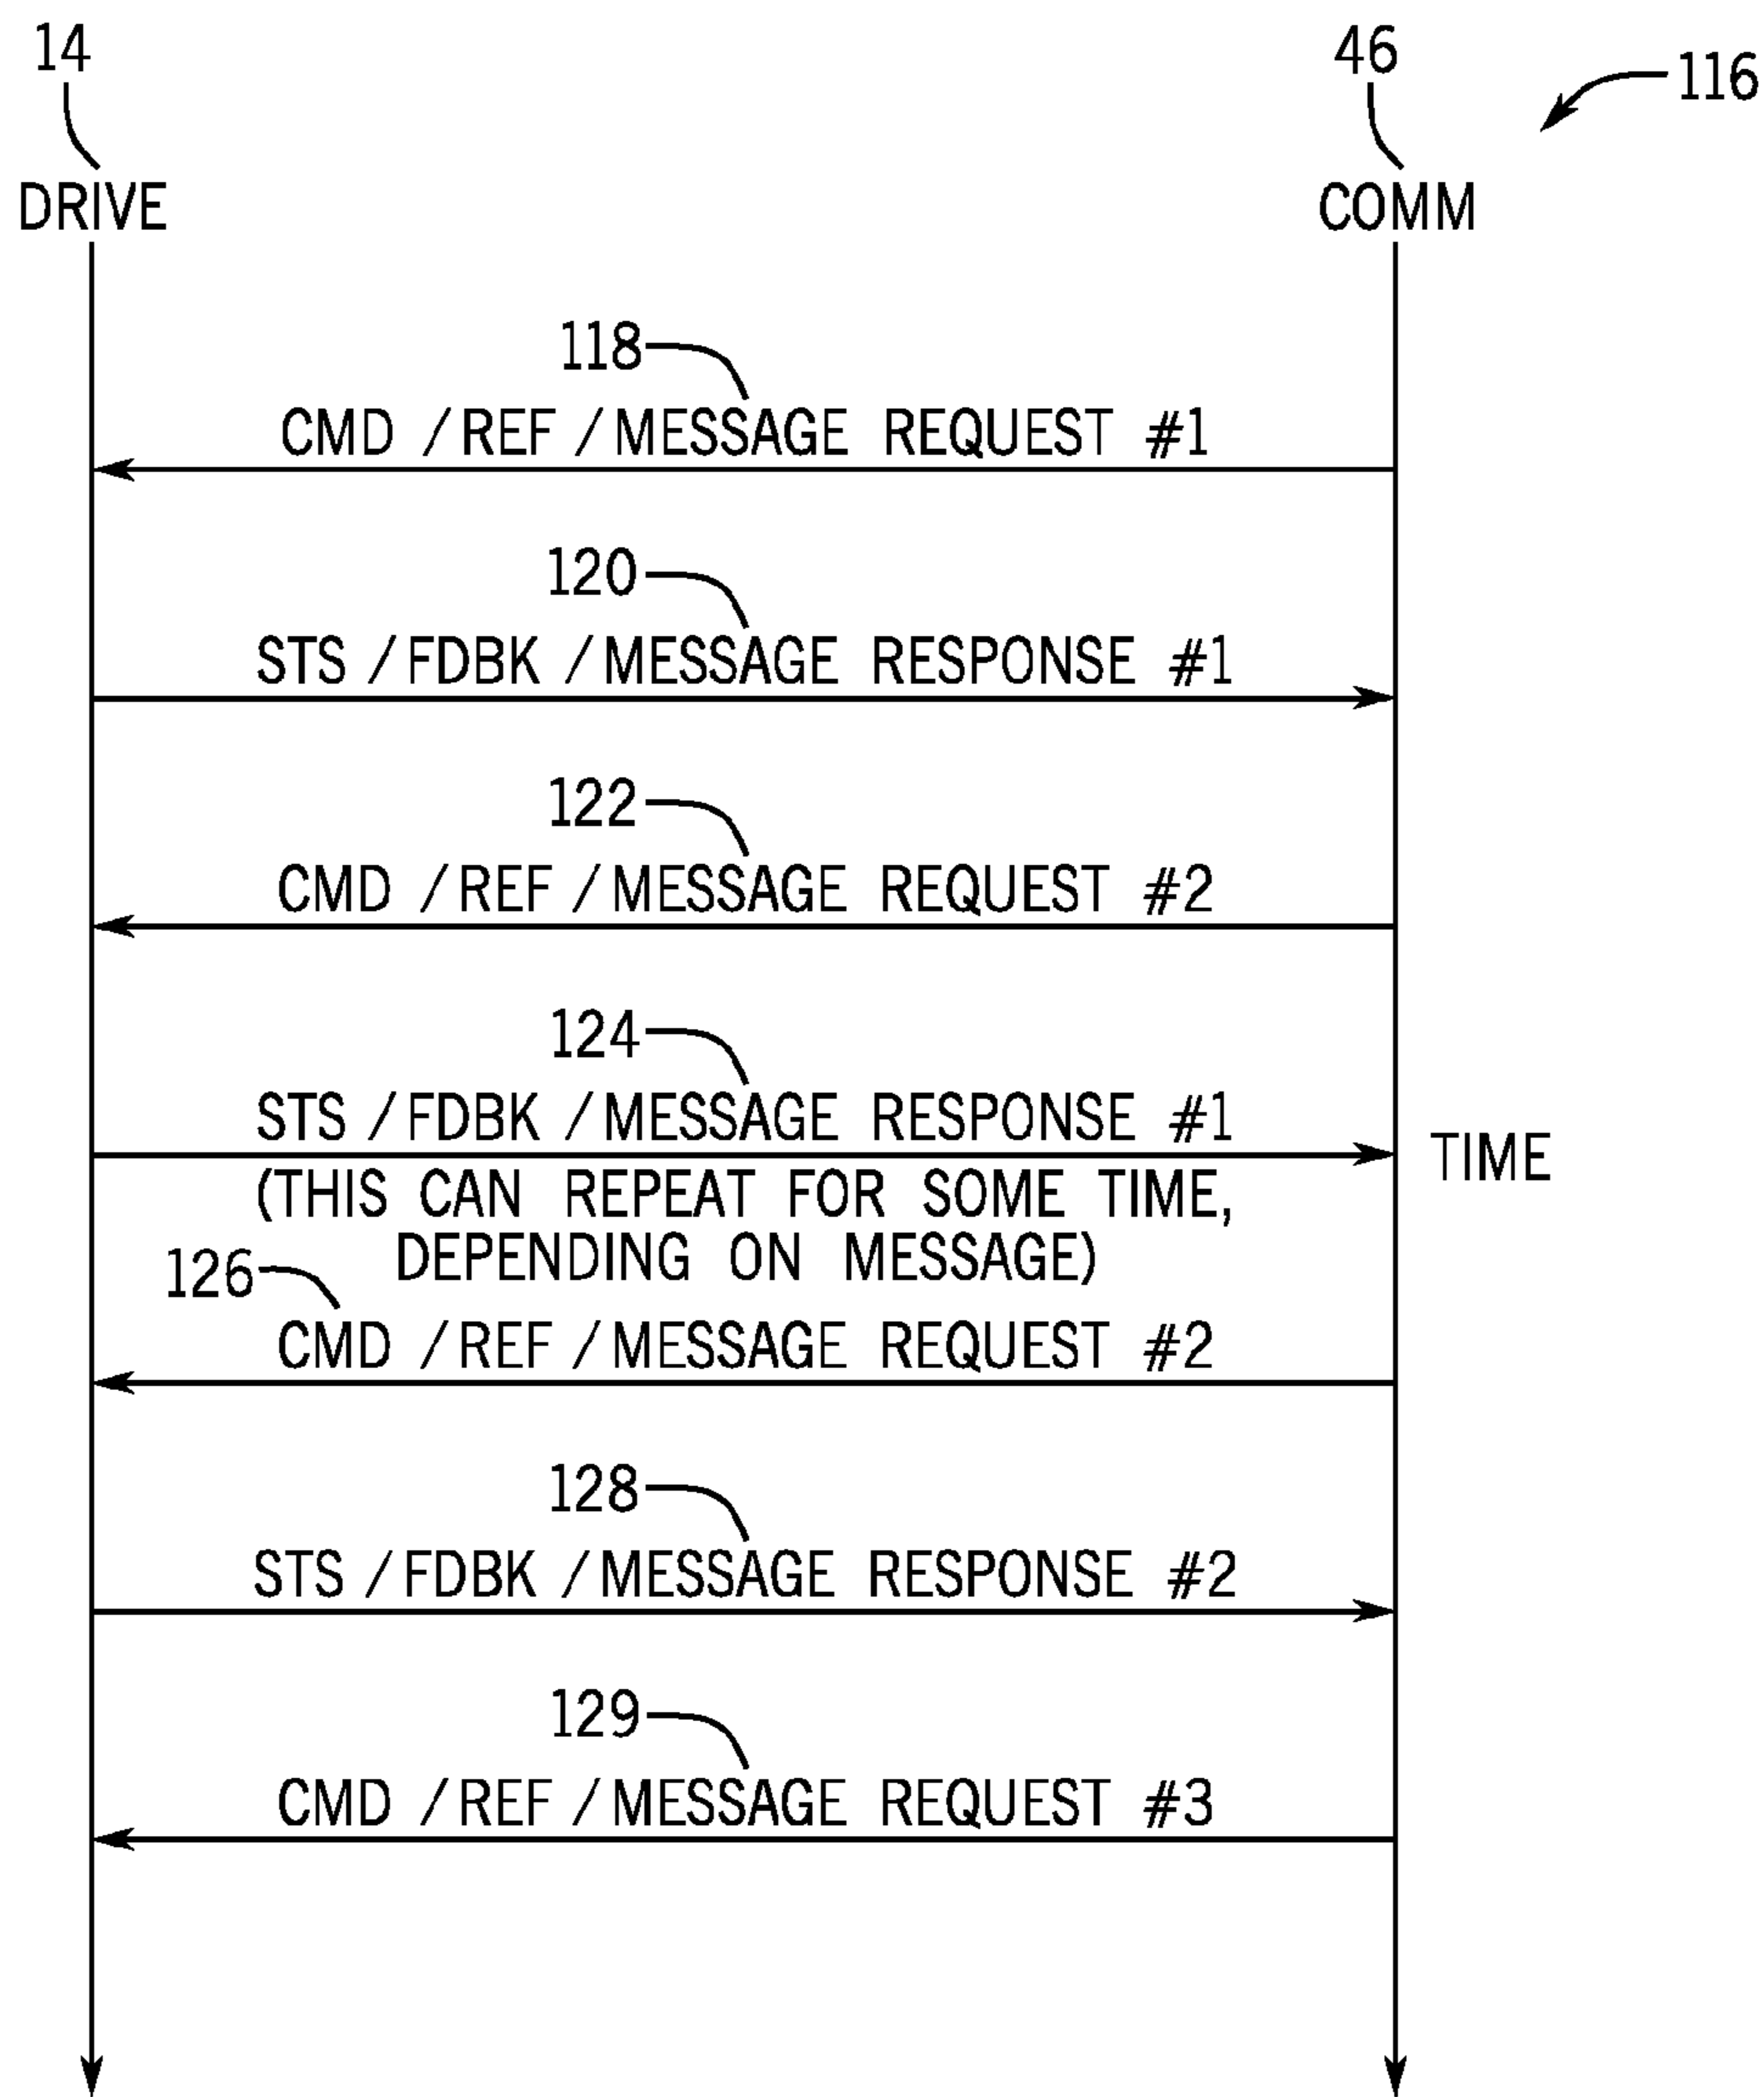 14
46
116
DRIVE
COMM
118
CMD /REF /MESSAGE REQUEST #1
120
STS /FDBK /MESSAGE RESPONSE #1
122
CMD /REF /MESSAGE REQUEST #2
124
STS /FDBK /MESSAGE RESPONSE #1
TIME
(THIS CAN REPEAT FOR SOME TIME,
DEPENDING ON MESSAGE)
126
CMD /REF /MESSAGE REQUEST #2
128
STS /FDBK /MESSAGE RESPONSE #2
129
CMD /REF /MESSAGE REQUEST #3